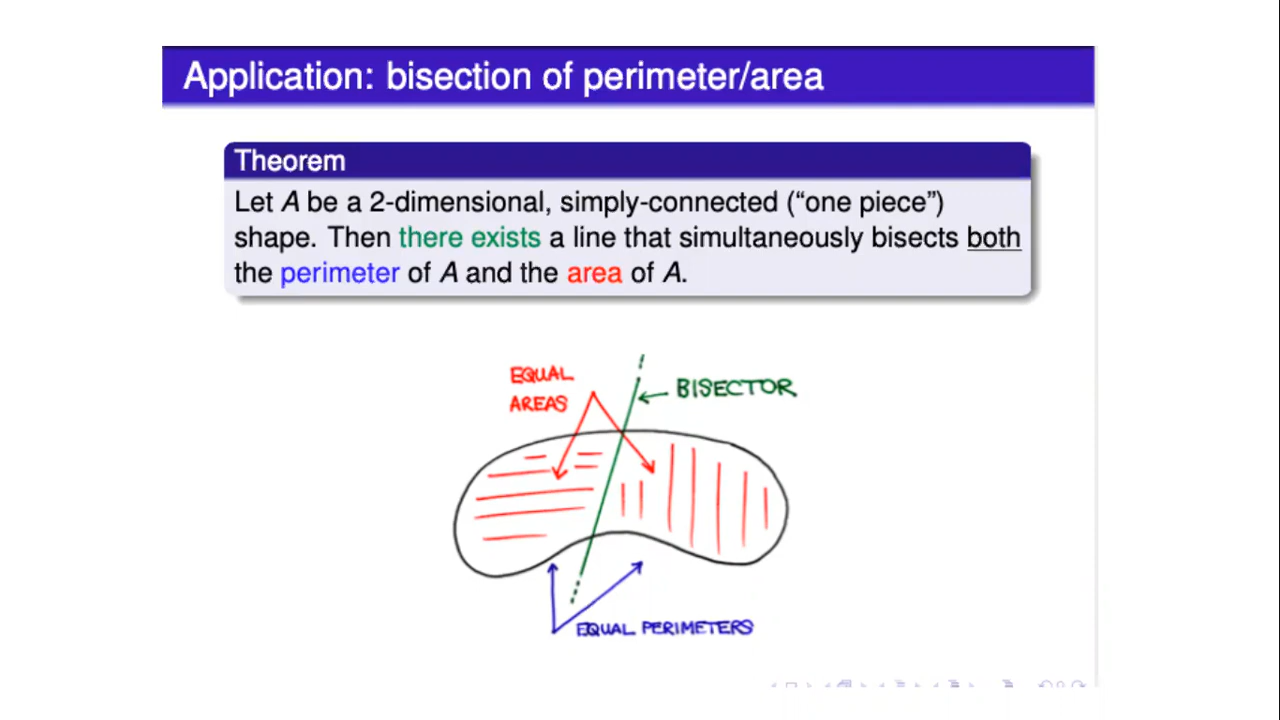 Application: bisection of perimeter/area
Theorem
Let A be a 2-dimensional, simply-connected (“one piece”)
shape. Then there exists a line that simultaneously bisects both
the perimeter of A and the area of A.
EQUAL
AREAS
BISECTOR
EQUAL PERIMETERS